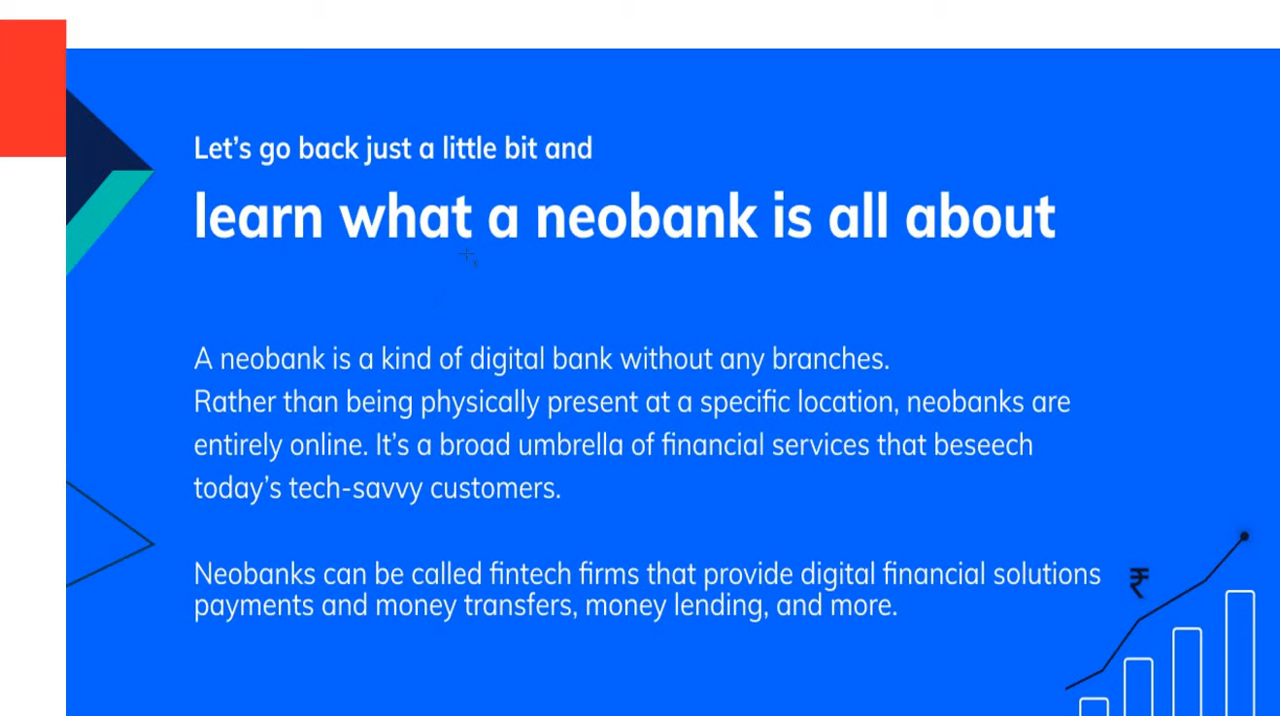 Let's go back just a little bit and
learn what a neobank is all about
A neobank is a kind of digital bank without any branches.
Rather than being physically present at a specific location, neobanks are
entirely online. It's a broad umbrella of financial services that beseech
today's tech-savvy customers.
Neobanks can be called fintech firms that provide digital financial solutions
payments and money transfers, money lending, and more.
₹